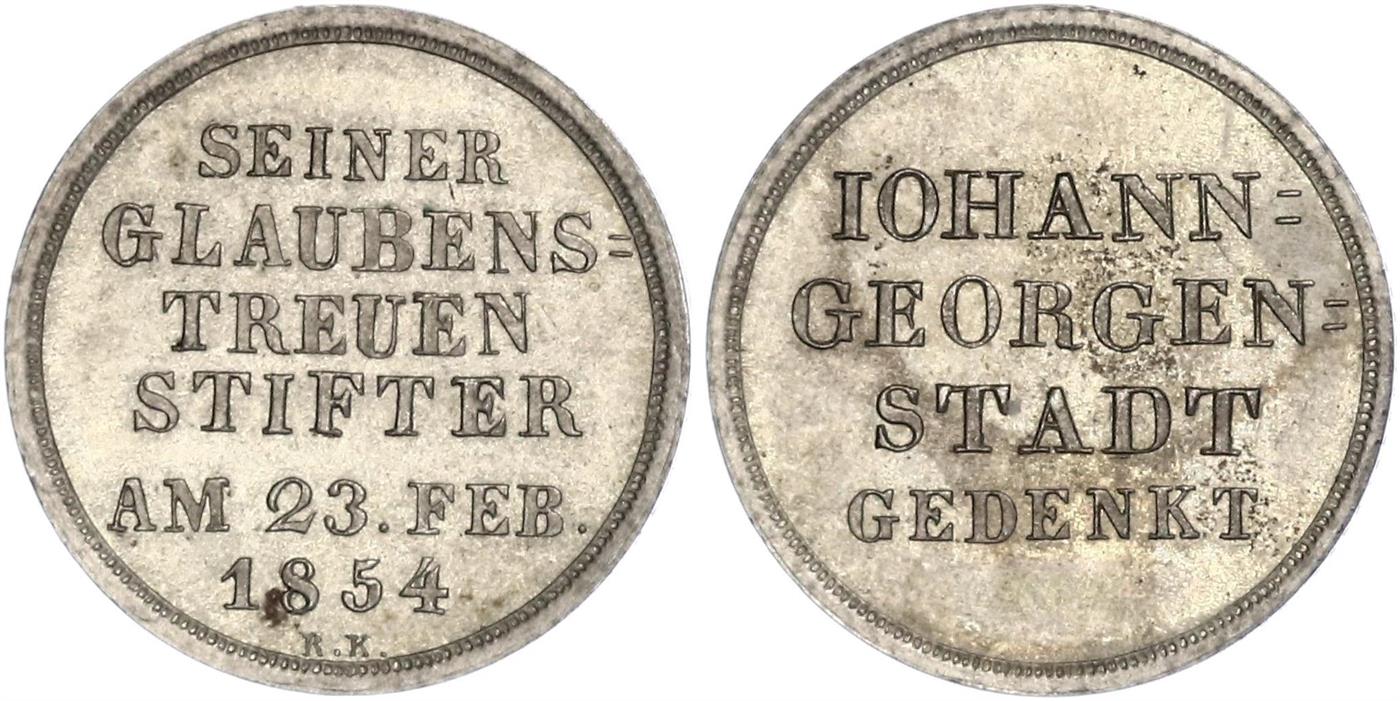 SEINER
GLAUBENS=
TREUEN
STIFTER
AM 23. FEB.
1854
R.K.
IOHANN=
GEORGEN=
STADT
GEDENKT